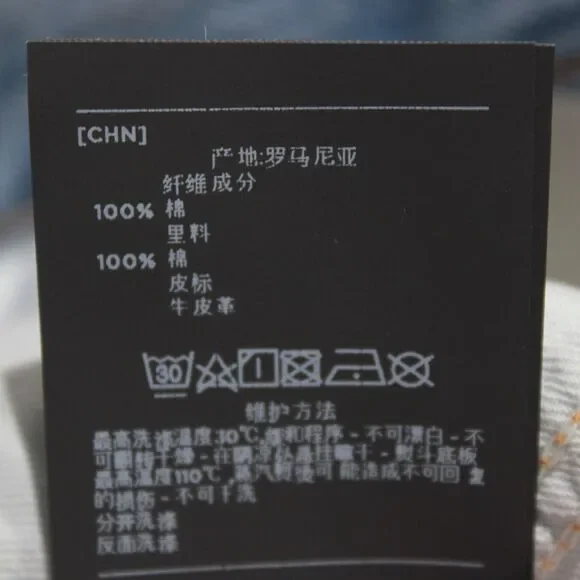 [CHN]
产地:罗马尼亚
纤维成分
100% 棉
里料
100% 棉
皮标
牛皮革
30
维护方法
最高洗涤温度:30℃,缓和程序-不可漂白-不
可翻转干燥-在阴凉处悬挂晾干-熨斗底板
最高温度110℃,蒸汽熨烫可能造成不可回复
的损伤-不可干洗
分开洗涤
反面洗涤